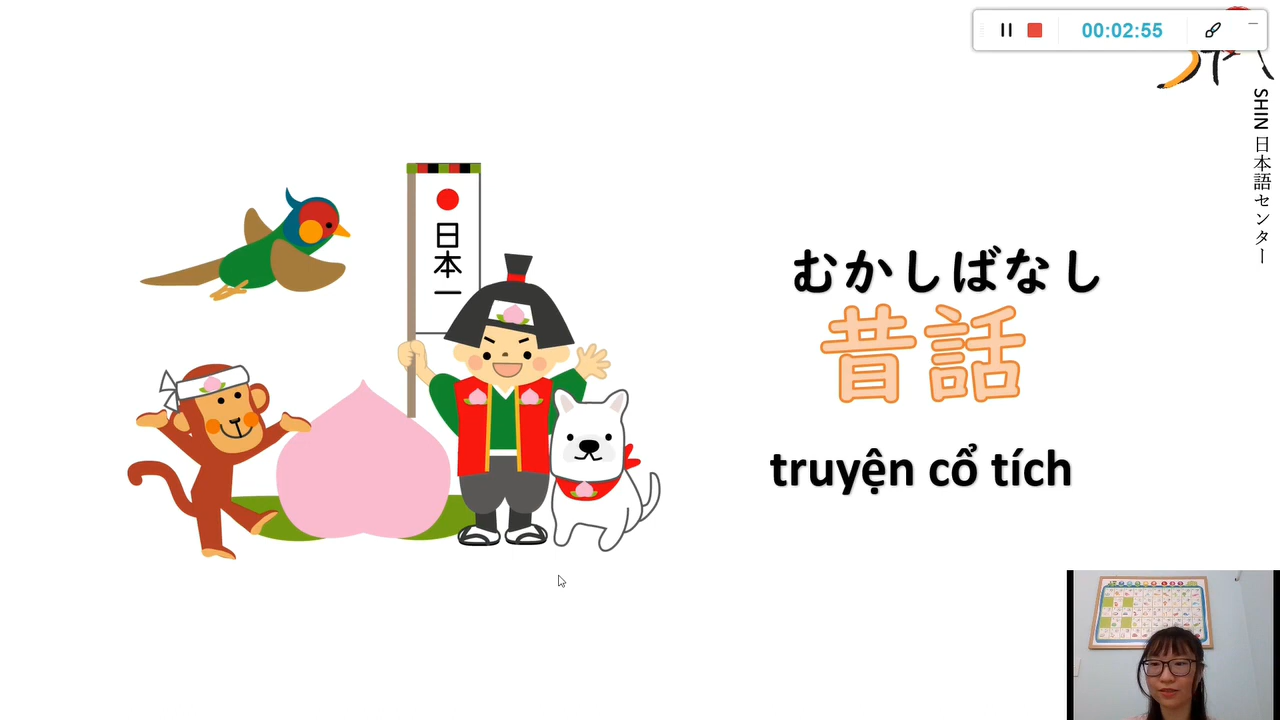 00:02:55
SHIN 日本語センター
日本一
むかしばなし
昔話
truyện cổ tích